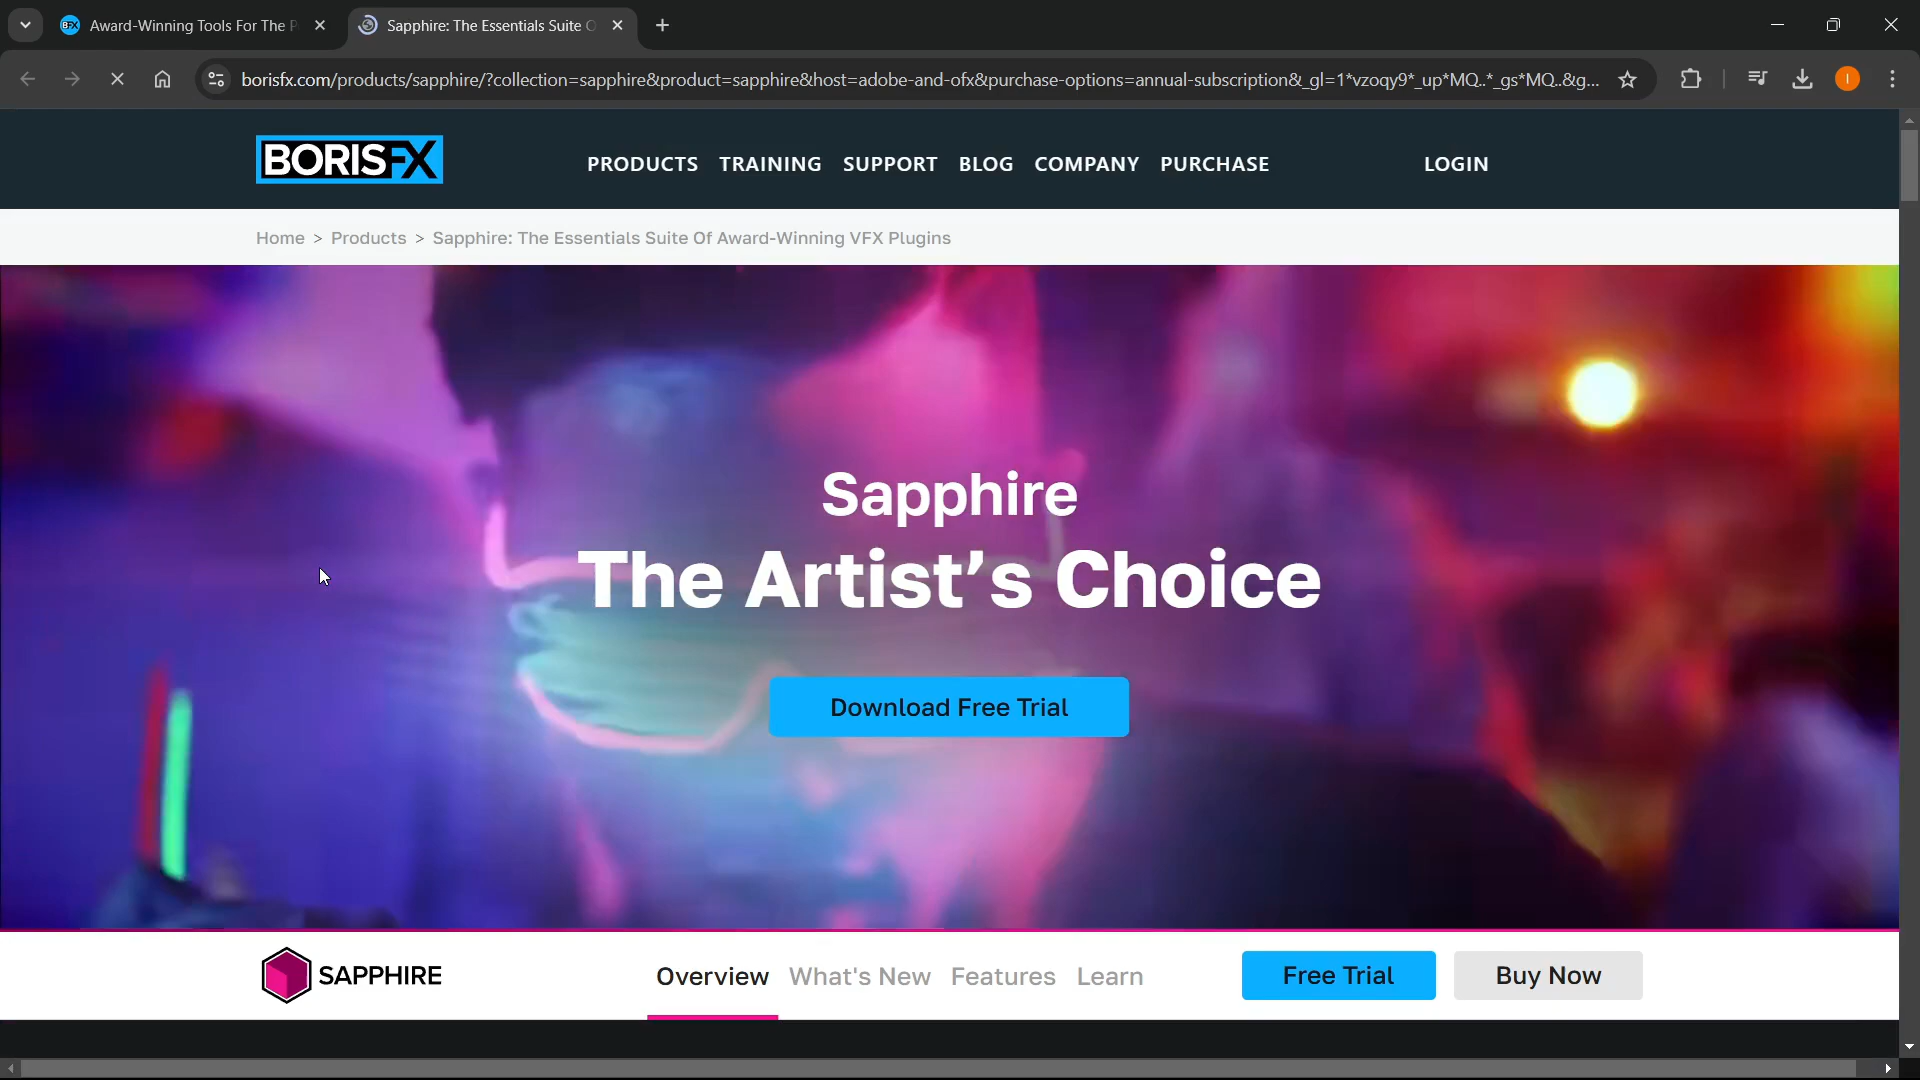 BFX Award-Winning Tools For The P
Sapphire: The Essentials Suite O
borisfx.com/products/sapphire/?collection=sapphire&product=sapphire&host=adobe-and-ofx&purchase-options=annual-subscription&_gl=1*vzoqy9*_up*MQ..*_gs*MQ..&g...
I
BORISFX
PRODUCTS TRAINING SUPPORT BLOG COMPANY PURCHASE LOGIN
Home > Products > Sapphire: The Essentials Suite Of Award-Winning VFX Plugins
Sapphire
The Artist’s Choice
Download Free Trial
SAPPHIRE
Overview What's New Features Learn
Free Trial
Buy Now